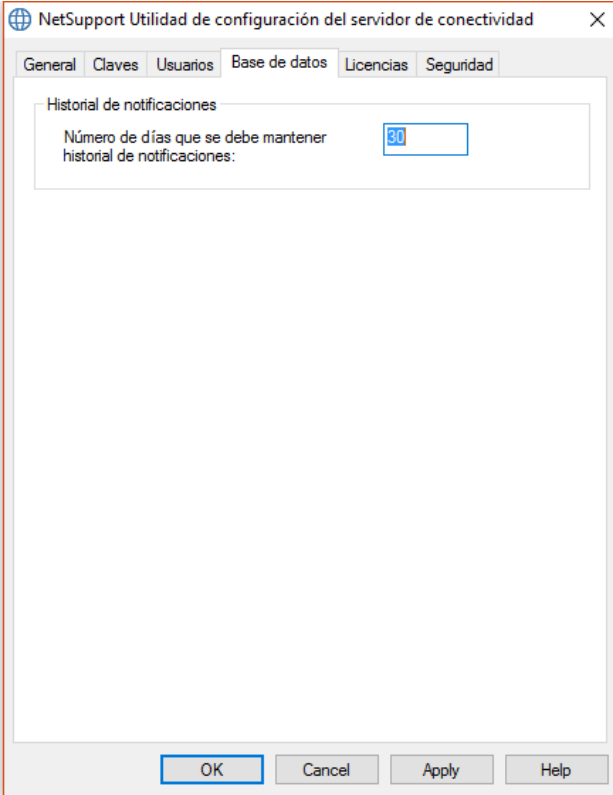 NetSupport Utilidad de configuración del servidor de conectividad
General Claves Usuarios Base de datos Licencias Seguridad
Historial de notificaciones
Número de días que se debe mantener
historial de notificaciones:
30
OK Cancel Apply Help